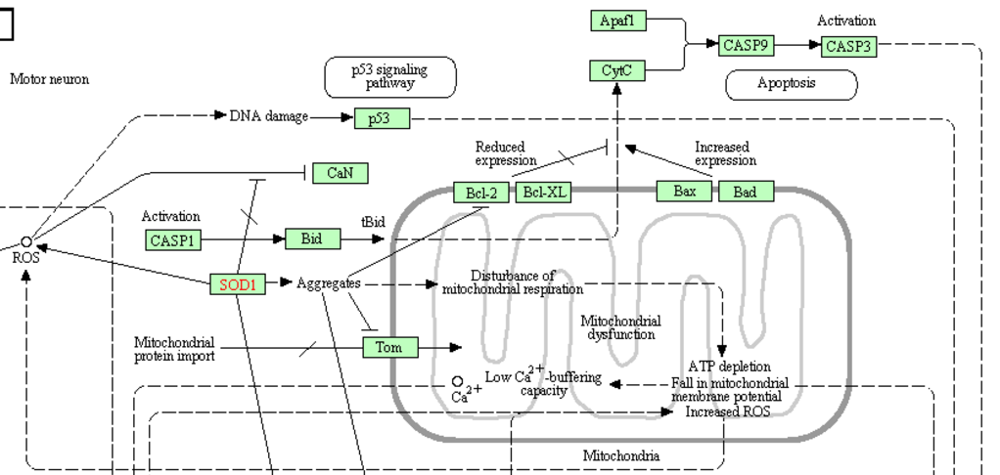 Apaf1
Activation
CASP9
CASP3
CytC
p53 signaling
pathway
Apoptosis
Motor neuron
DNA damage
p53
Reduced
expression
Increased
expression
CaN
Bcl-2
Bcl-XL
Bax
Bad
Activation
tBid
CASP1
Bid
ROS
SOD1
Aggregates
Disturbance of
mitochondrial respiration
Mitochondrial
dysfunction
Mitochondrial
protein import
Tom
ATP depletion
Low Ca2+-buffering
capacity
Fall in mitochondrial
membrane potential
Ca2+
Increased ROS
Mitochondria